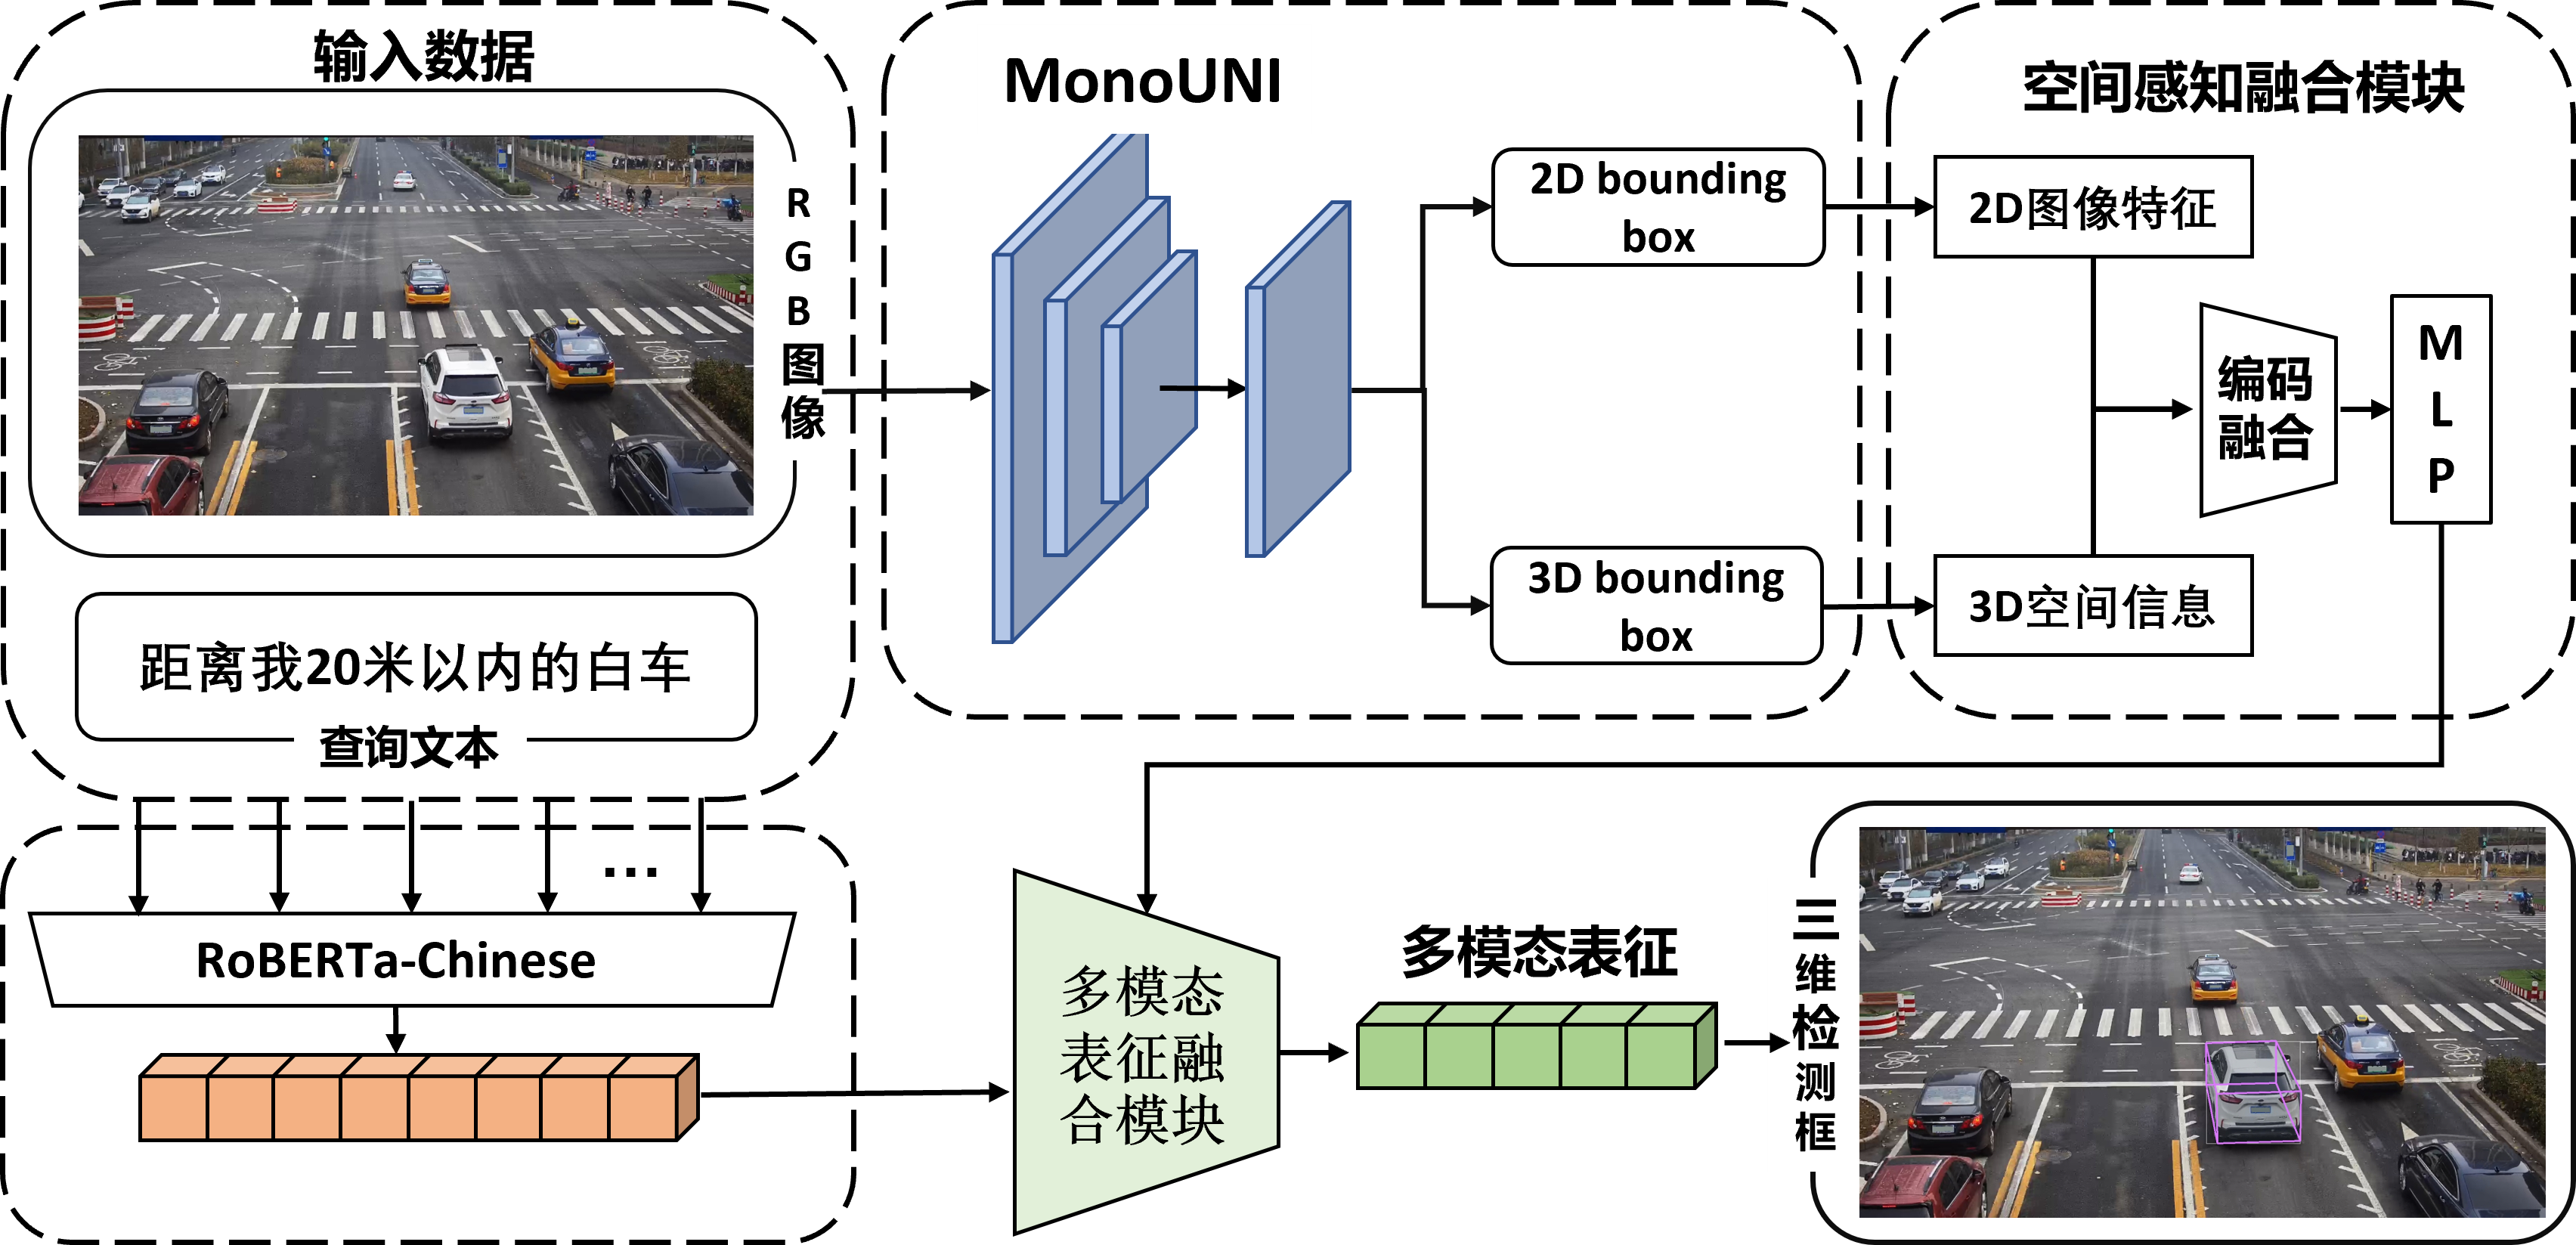 输入数据
RGB图像
距离我20米以内的白车
查询文本
MonoUNI
2D bounding
box
3D bounding
box
空间感知融合模块
2D图像特征
3D空间信息
编码
融合
MLP
...
RoBERTa-Chinese
多模态
表征融
合模块
多模态表征
三维检测框